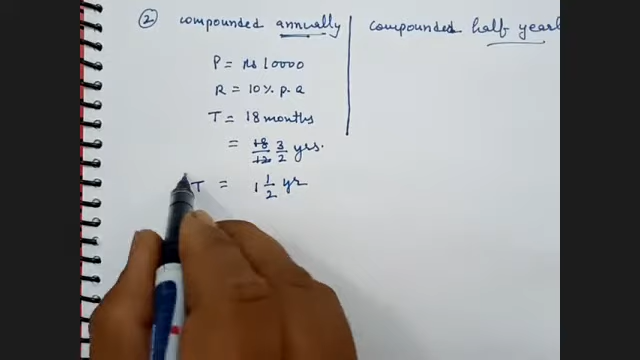 ② compounded annually
P = Rs 10000
R = 10% p.a
T = 18 months
= 18/12 3/2 yrs.
T = 1 1/2 yr
compounded half yearl